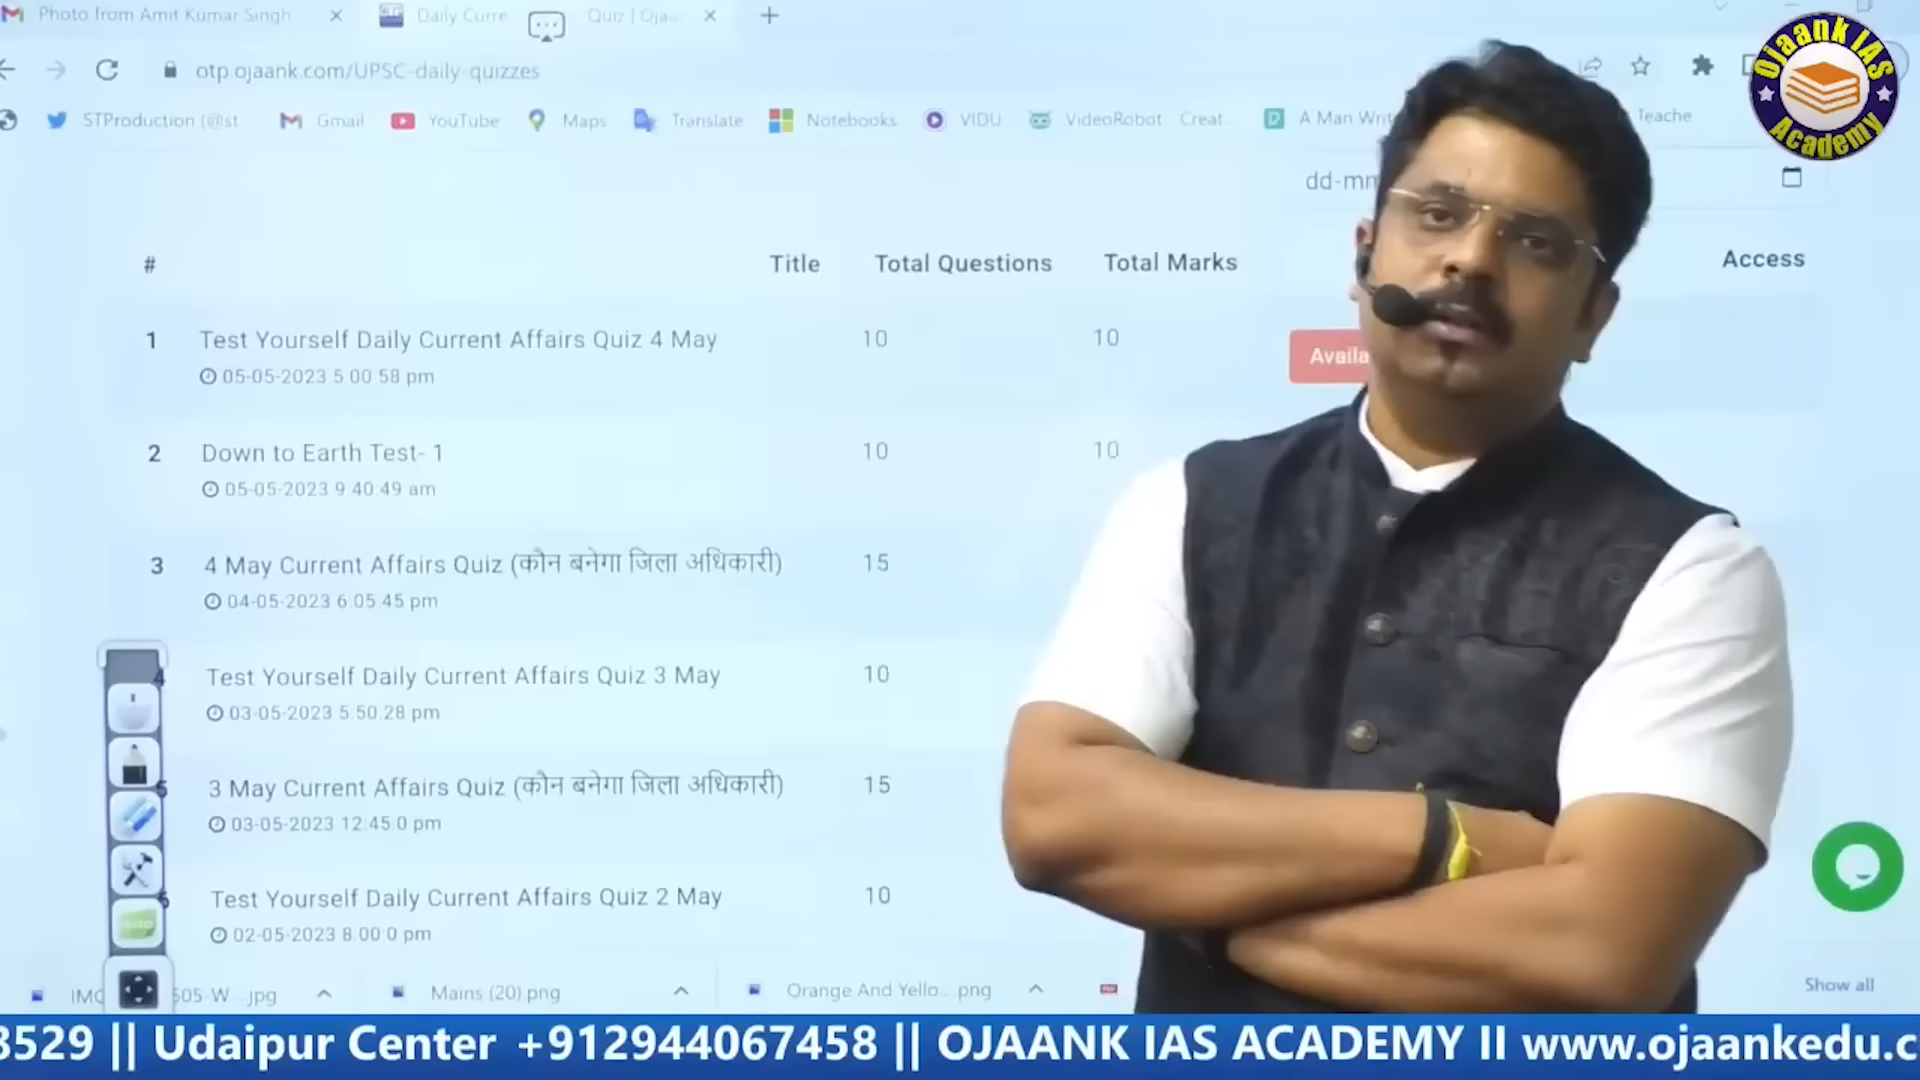 Photo from Amit Kumar Singh
Daily Curre
Quiz | Ojaa
otp.ojaank.com/UPSC-daily-quizzes
STProduction (@st
Gmail
YouTube
Maps
Translate
Notebooks
VIDU
VideoRobot Creat
A Man Writ
Teache
Ojaank IAS
Academy
dd-mm
# Title Total Questions Total Marks Access
1 Test Yourself Daily Current Affairs Quiz 4 May 10 10 Availa
05-05-2023 5 00 58 pm
2 Down to Earth Test- 1 10 10
05-05-2023 9 40:49 am
3 4 May Current Affairs Quiz (कौन बनेगा जिला अधिकारी) 15
04-05-2023 6 05 45 pm
4 Test Yourself Daily Current Affairs Quiz 3 May 10
03-05-2023 5.50.28 pm
5 3 May Current Affairs Quiz (कौन बनेगा जिला अधिकारी) 15
03-05-2023 12.45.0 pm
6 Test Yourself Daily Current Affairs Quiz 2 May 10
02-05-2023 8.00 0 pm
IMG
505-W...jpg
Mains (20) png
Orange And Yello... png
Show all
8529 || Udaipur Center +912944067458 || OJAANK IAS ACADEMY II www.ojaankedu.c